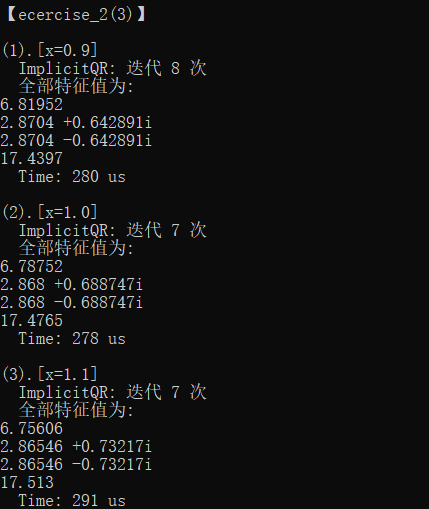 【ecercise_2(3)】
(1).[x=0.9]
ImplicitQR: 迭代 8 次
全部特征值为:
6.81952
2.8704 +0.642891i
2.8704 -0.642891i
17.4397
Time: 280 us
(2).[x=1.0]
ImplicitQR: 迭代 7 次
全部特征值为:
6.78752
2.868 +0.688747i
2.868 -0.688747i
17.4765
Time: 278 us
(3).[x=1.1]
ImplicitQR: 迭代 7 次
全部特征值为:
6.75606
2.86546 +0.73217i
2.86546 -0.73217i
17.513
Time: 291 us